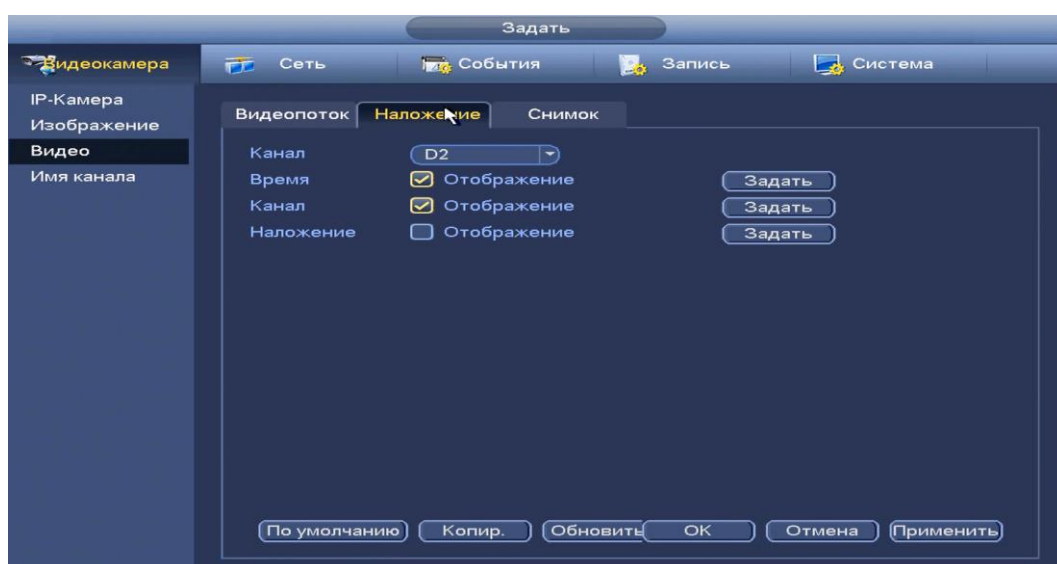 Задать
Видеокамера Сеть События Запись Система
IP-Камера
Изображение
Видео
Имя канала
Видеопоток Наложение Снимок
Канал D2
Время Отображение Задать
Канал Отображение Задать
Наложение Отображение Задать
По умолчанию Копир. Обновить OK Отмена Применить